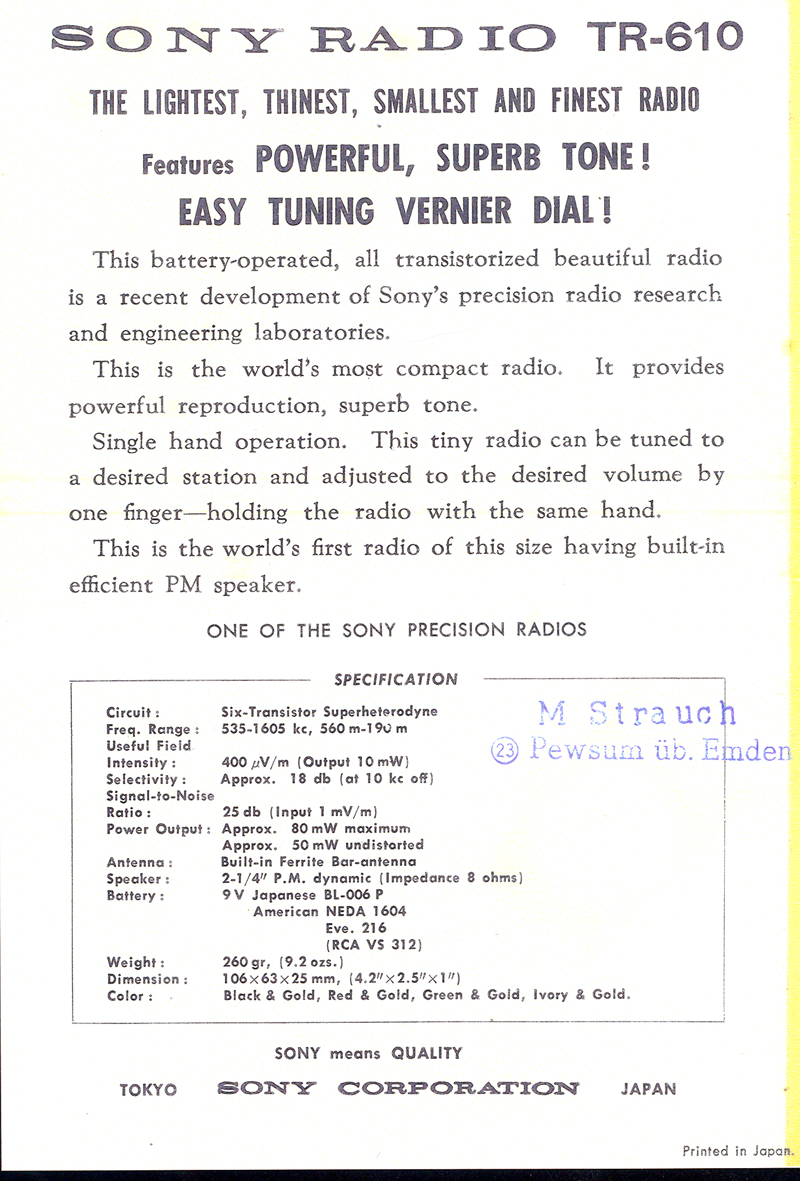 SONY RADIO TR-610
THE LIGHTEST, THINEST, SMALLEST AND FINEST RADIO
Features POWERFUL, SUPERB TONE!
EASY TUNING VERNIER DIAL!
This battery-operated, all transistorized beautiful radio
is a recent development of Sony's precision radio research
and engineering laboratories.
This is the world's most compact radio. It provides
powerful reproduction, superb tone.
Single hand operation. This tiny radio can be tuned to
a desired station and adjusted to the desired volume by
one finger—holding the radio with the same hand.
This is the world's first radio of this size having built-in
efficient PM speaker.
ONE OF THE SONY PRECISION RADIOS
SPECIFICATION
Circuit : Six-Transistor Superheterodyne
Freq. Range : 535-1605 kc, 560 m-190 m
Useful Field
Intensity : 400 μV/m (Output 10 mW)
Selectivity : Approx. 18 db (at 10 kc off)
Signal-to-Noise
Ratio : 25 db (Input 1 mV/m)
Power Output : Approx. 80 mW maximum
Approx. 50 mW undistorted
Antenna : Built-in Ferrite Bar-antenna
Speaker : 2-1/4" P.M. dynamic (Impedance 8 ohms)
Battery : 9 V Japanese BL-006 P
American NEDA 1604
Eve. 216
(RCA VS 312)
Weight : 260 gr, (9.2 ozs.)
Dimension : 106×63×25 mm, (4.2"×2.5"×1")
Color : Black & Gold, Red & Gold, Green & Gold, Ivory & Gold.
M Strauch
㉓ Pewsum üb. Emden
SONY means QUALITY
TOKYO SONY CORPORATION JAPAN
Printed in Japan.